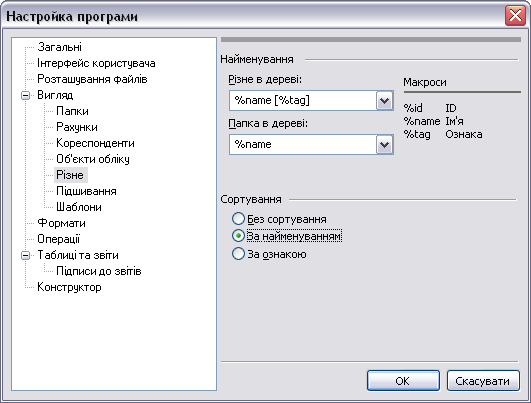 Настройка програми
Загальні
Інтерфейс користувача
Розташування файлів
Вигляд
Папки
Рахунки
Кореспонденти
Об'єкти обліку
Різне
Підшивання
Шаблони
Формати
Операції
Таблиці та звіти
Підписи до звітів
Конструктор
Найменування
Різне в дереві:
%name [%tag]
Папка в дереві:
%name
Макроси
%id ID
%name Ім'я
%tag Ознака
Сортування
Без сортування
За найменуванням
За ознакою
OK
Скасувати